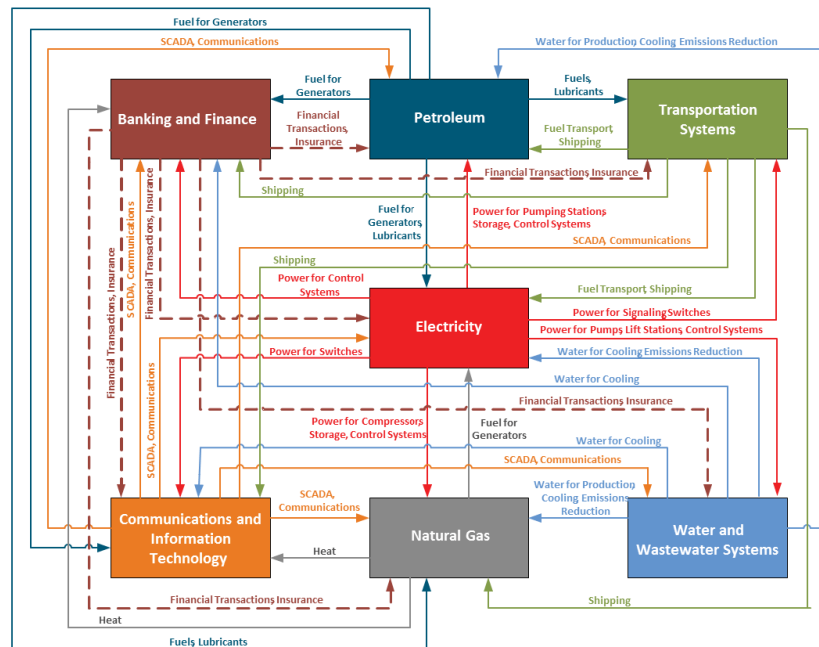 Fuel for Generators
SCADA, Communications
Water for Production, Cooling Emissions Reduction
Fuel for
Generators
Fuels,
Lubricants
Banking and Finance
Petroleum
Transportation
Systems
Financial
Transactions,
Insurance
Fuel Transport,
Shipping
Financial Transactions Insurance
Shipping
Fuel for
Generators,
Lubricants
Power for Pumping Stations,
Storage, Control Systems
SCADA, Communications
Financial Transactions, Insurance
SCADA, Communications
Financial Transactions, Insurance
Shipping
Power for Control
Systems
Fuel Transport Shipping
Electricity
Power for Signaling Switches
Power for Pumps, Lift Stations, Control Systems
Power for Switches
Water for Cooling Emissions Reduction
Water for Cooling
Financial Transactions Insurance
SCADA, Communications
Power for Compressors,
Storage, Control Systems
Fuel for
Generators
Water for Cooling
SCADA, Communications
Water for Production,
Cooling Emissions
Reduction
SCADA,
Communications
Communications and
Information
Technology
Natural Gas
Water and
Wastewater Systems
Heat
Financial Transactions Insurance
Shipping
Heat
Fuels, Lubricants